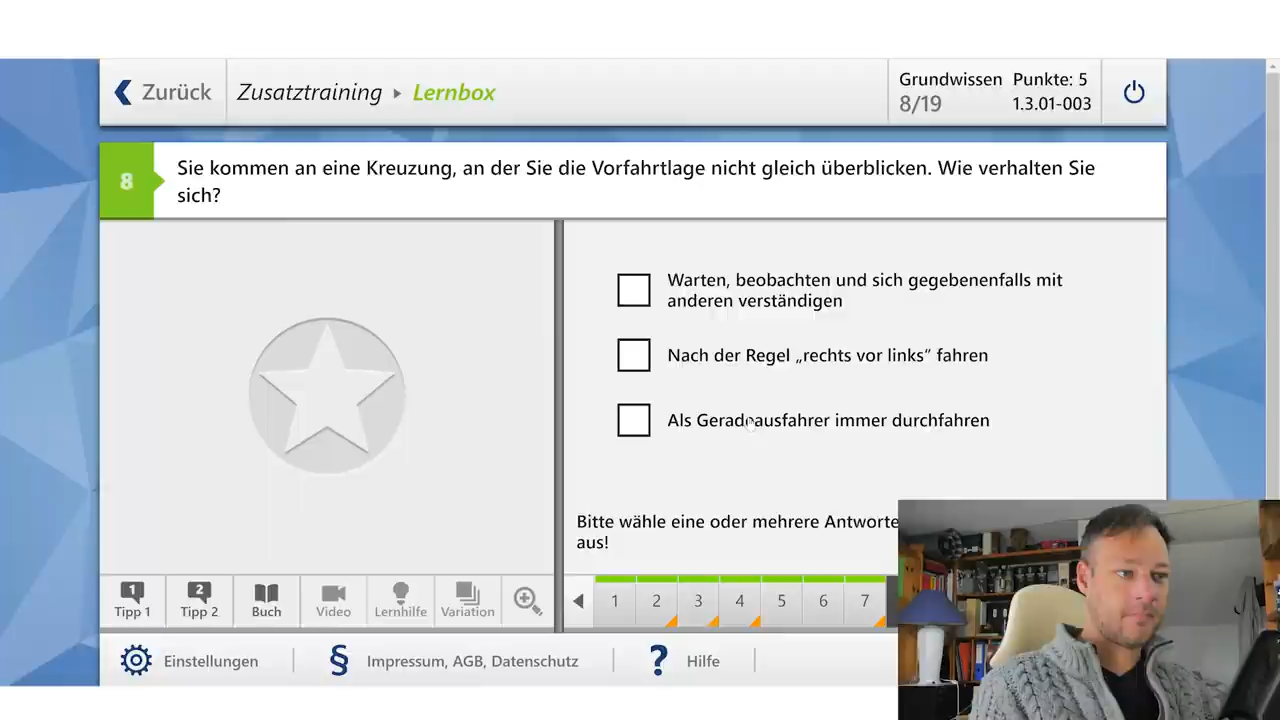 Zurück
Zusatztraining ▸ Lernbox
Grundwissen Punkte: 5
8/19 1.3.01-003
8
Sie kommen an eine Kreuzung, an der Sie die Vorfahrtlage nicht gleich überblicken. Wie verhalten Sie
sich?
Warten, beobachten und sich gegebenenfalls mit
anderen verständigen
Nach der Regel „rechts vor links“ fahren
Als Geradeausfahrer immer durchfahren
Bitte wähle eine oder mehrere Antworte
aus!
1
2
Tipp 1
Tipp 2
Buch
Video
Lernhilfe
Variation
1 2 3 4 5 6 7
Einstellungen
§ Impressum, AGB, Datenschutz
? Hilfe